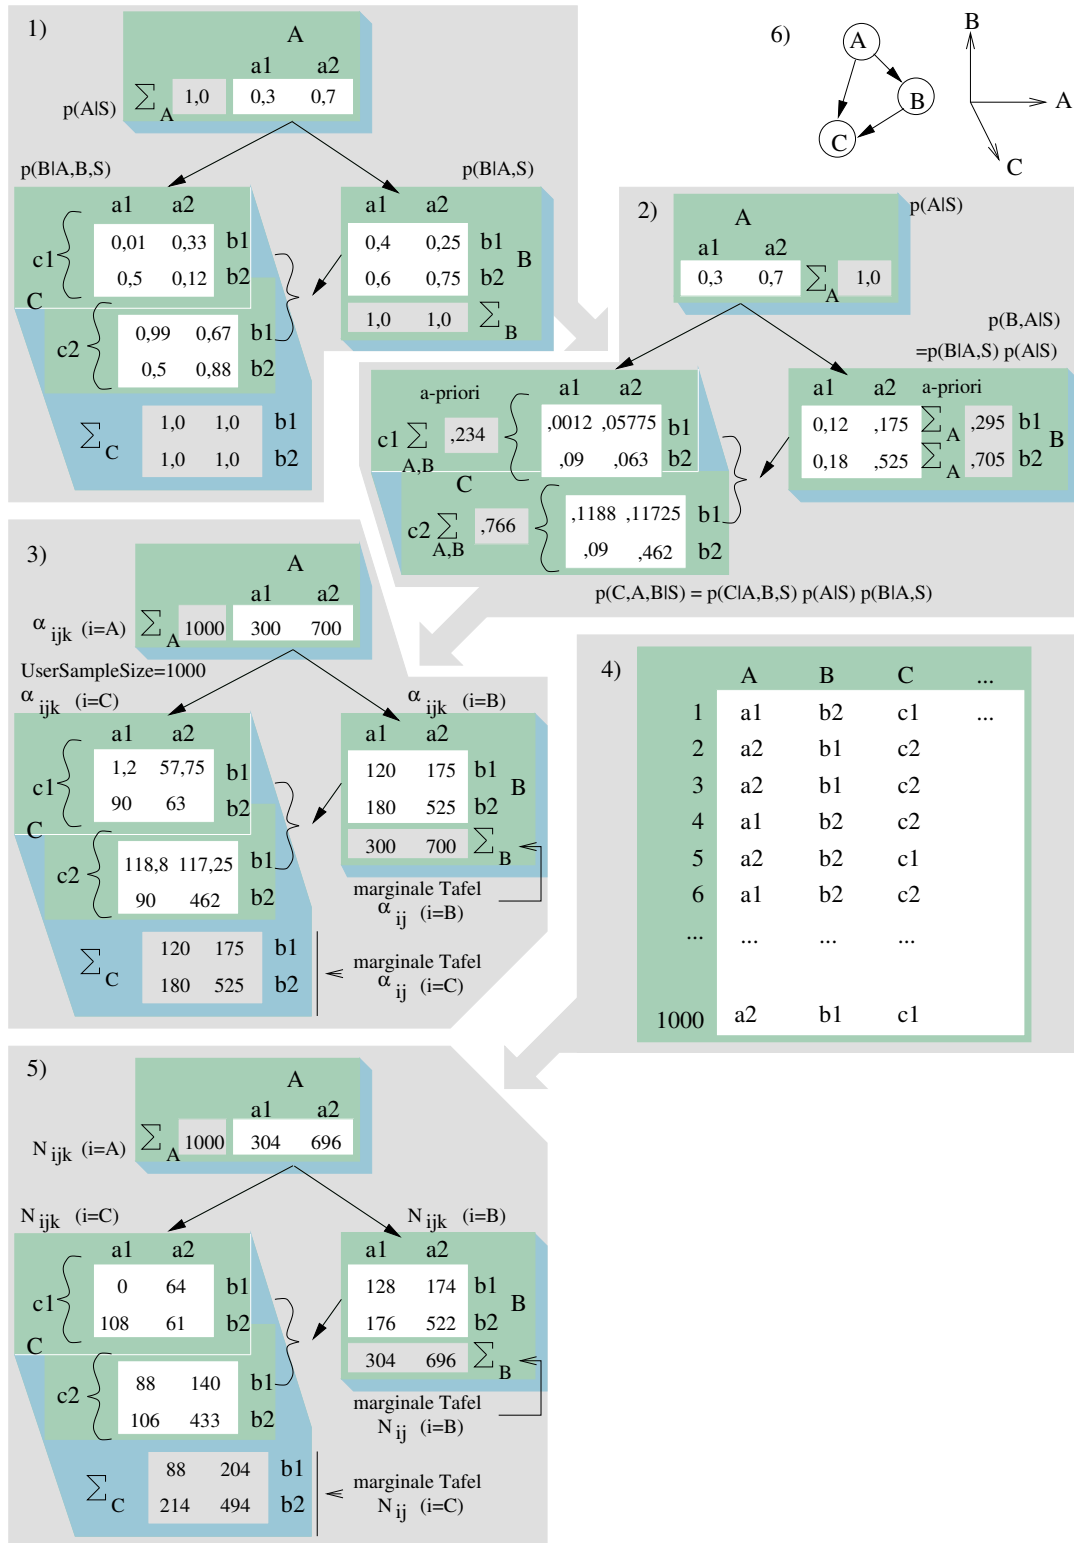 1)
A
a1 a2
p(A|S) ∑A 1,0 0,3 0,7
p(B|A,B,S)
a1 a2
c1 0,01 0,33 b1
0,5 0,12 b2
C
c2 0,99 0,67 b1
0,5 0,88 b2
∑C 1,0 1,0 b1
1,0 1,0 b2
p(B|A,S)
a1 a2
0,4 0,25 b1
B
0,6 0,75 b2
1,0 1,0 ∑B
6)
A
B
C
B
A
C
2)
A
p(A|S)
a1 a2
0,3 0,7 ∑A 1,0
p(B,A|S)
=p(B|A,S) p(A|S)
a-priori a1 a2
c1 ∑A,B ,234 ,0012 ,05775 b1
,09 ,063 b2
C
c2 ∑A,B ,766 ,1188 ,11725 b1
,09 ,462 b2
a1 a2 a-priori
0,12 ,175 ∑A ,295 b1
B
0,18 ,525 ∑A ,705 b2
p(C,A,B|S) = p(C|A,B,S) p(A|S) p(B|A,S)
3)
A
a1 a2
α ijk (i=A) ∑A 1000 300 700
UserSampleSize=1000
α ijk (i=C)
a1 a2
c1 1,2 57,75 b1
90 63 b2
C
c2 118,8 117,25 b1
90 462 b2
∑C 120 175 b1
180 525 b2
α ijk (i=B)
a1 a2
120 175 b1
B
180 525 b2
300 700 ∑B
marginale Tafel
α ij (i=B)
marginale Tafel
α ij (i=C)
4)
A B C ...
1 a1 b2 c1 ...
2 a2 b1 c2
3 a2 b1 c2
4 a1 b2 c2
5 a2 b2 c1
6 a1 b2 c2
... ... ... ...
1000 a2 b1 c1
5)
A
a1 a2
N ijk (i=A) ∑A 1000 304 696
N ijk (i=C)
a1 a2
c1 0 64 b1
108 61 b2
C
c2 88 140 b1
106 433 b2
∑C 88 204 b1
214 494 b2
N ijk (i=B)
a1 a2
128 174 b1
B
176 522 b2
304 696 ∑B
marginale Tafel
N ij (i=B)
marginale Tafel
N ij (i=C)